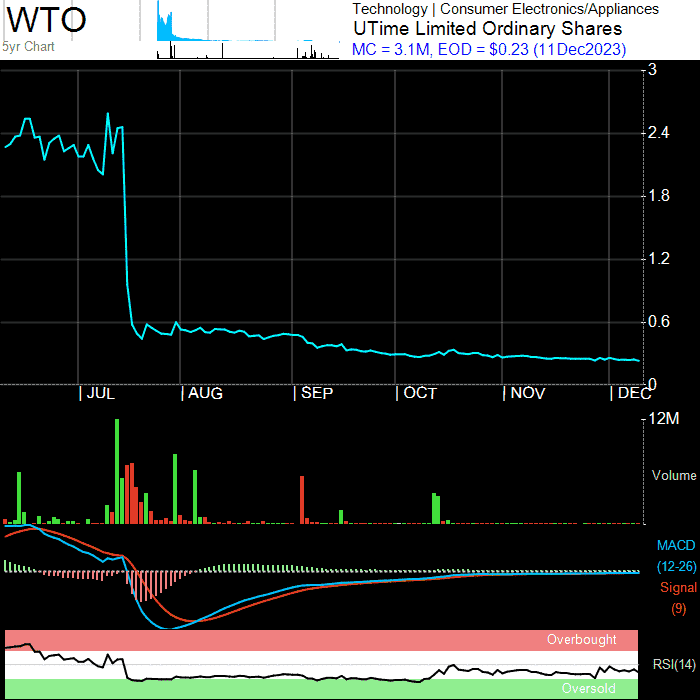 WTO
5yr Chart
Technology | Consumer Electronics/Appliances
UTime Limited Ordinary Shares
MC = 3.1M, EOD = $0.23 (11Dec2023)
3
2.4
1.8
1.2
0.6
0
| JUL | AUG | SEP | OCT | NOV | DEC
12M
Volume
MACD
(12-26)
Signal
(9)
Overbought
RSI(14)
Oversold